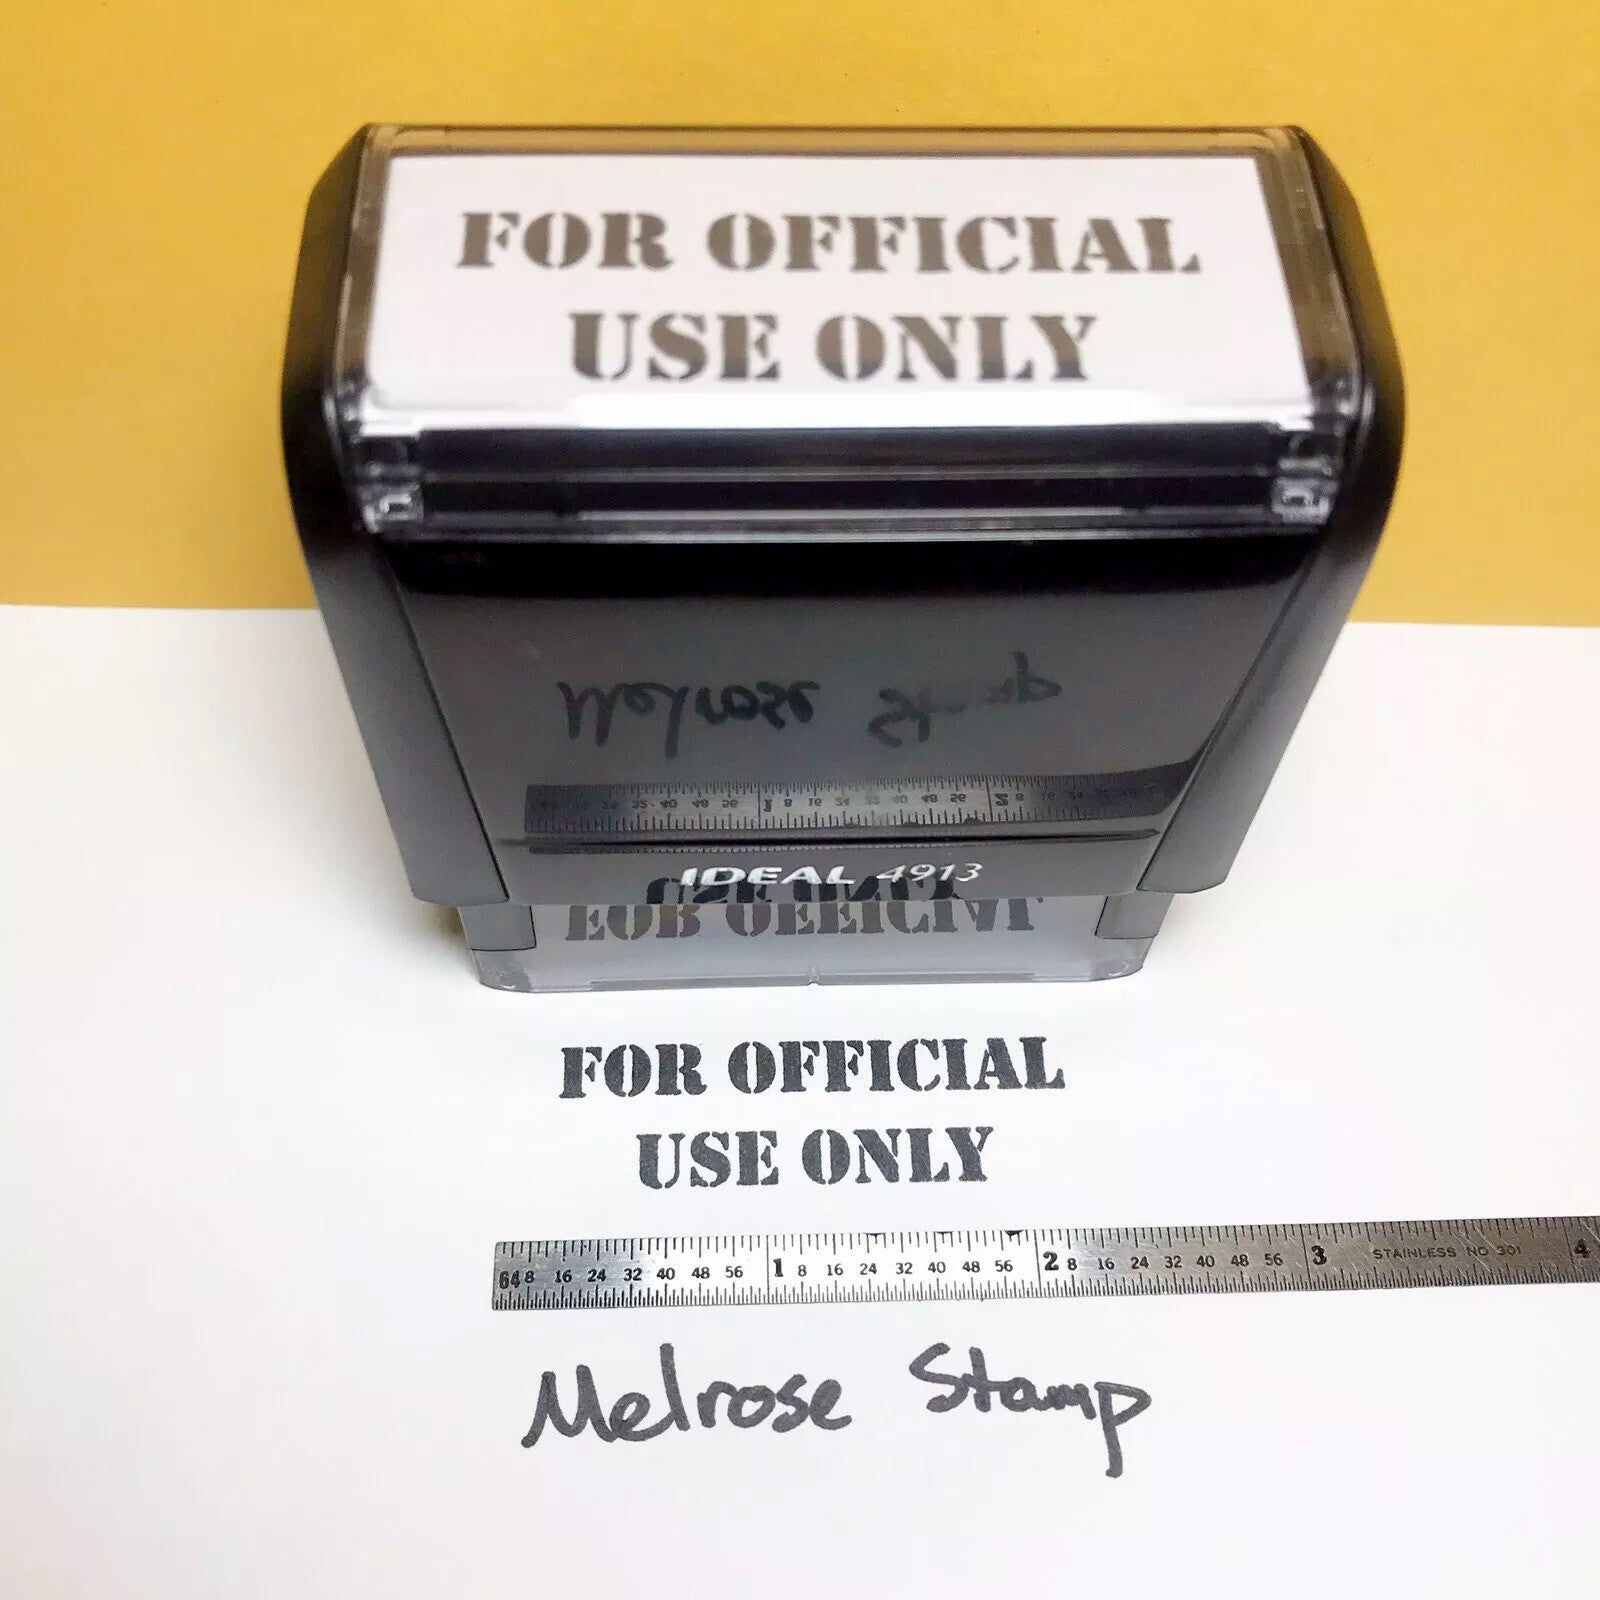 FOR OFFICIAL
USE ONLY
Melrose Stamp
IDEAL 4913
FOR OFFICIAL
USE ONLY
64 8 16 24 32 40 48 56 1 8 16 24 32 40 48 56 2 8 16 24 32 40 48 56 3 STAINLESS NO 301 4
Melrose Stamp